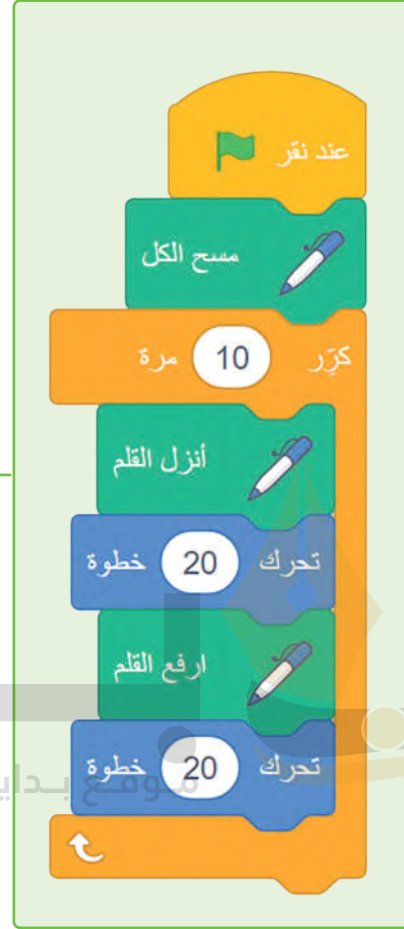 عند نقر
مسح الكل
كرّر 10 مرة
أنزل القلم
تحرك 20 خطوة
ارفع القلم
تحرك 20 خطوة